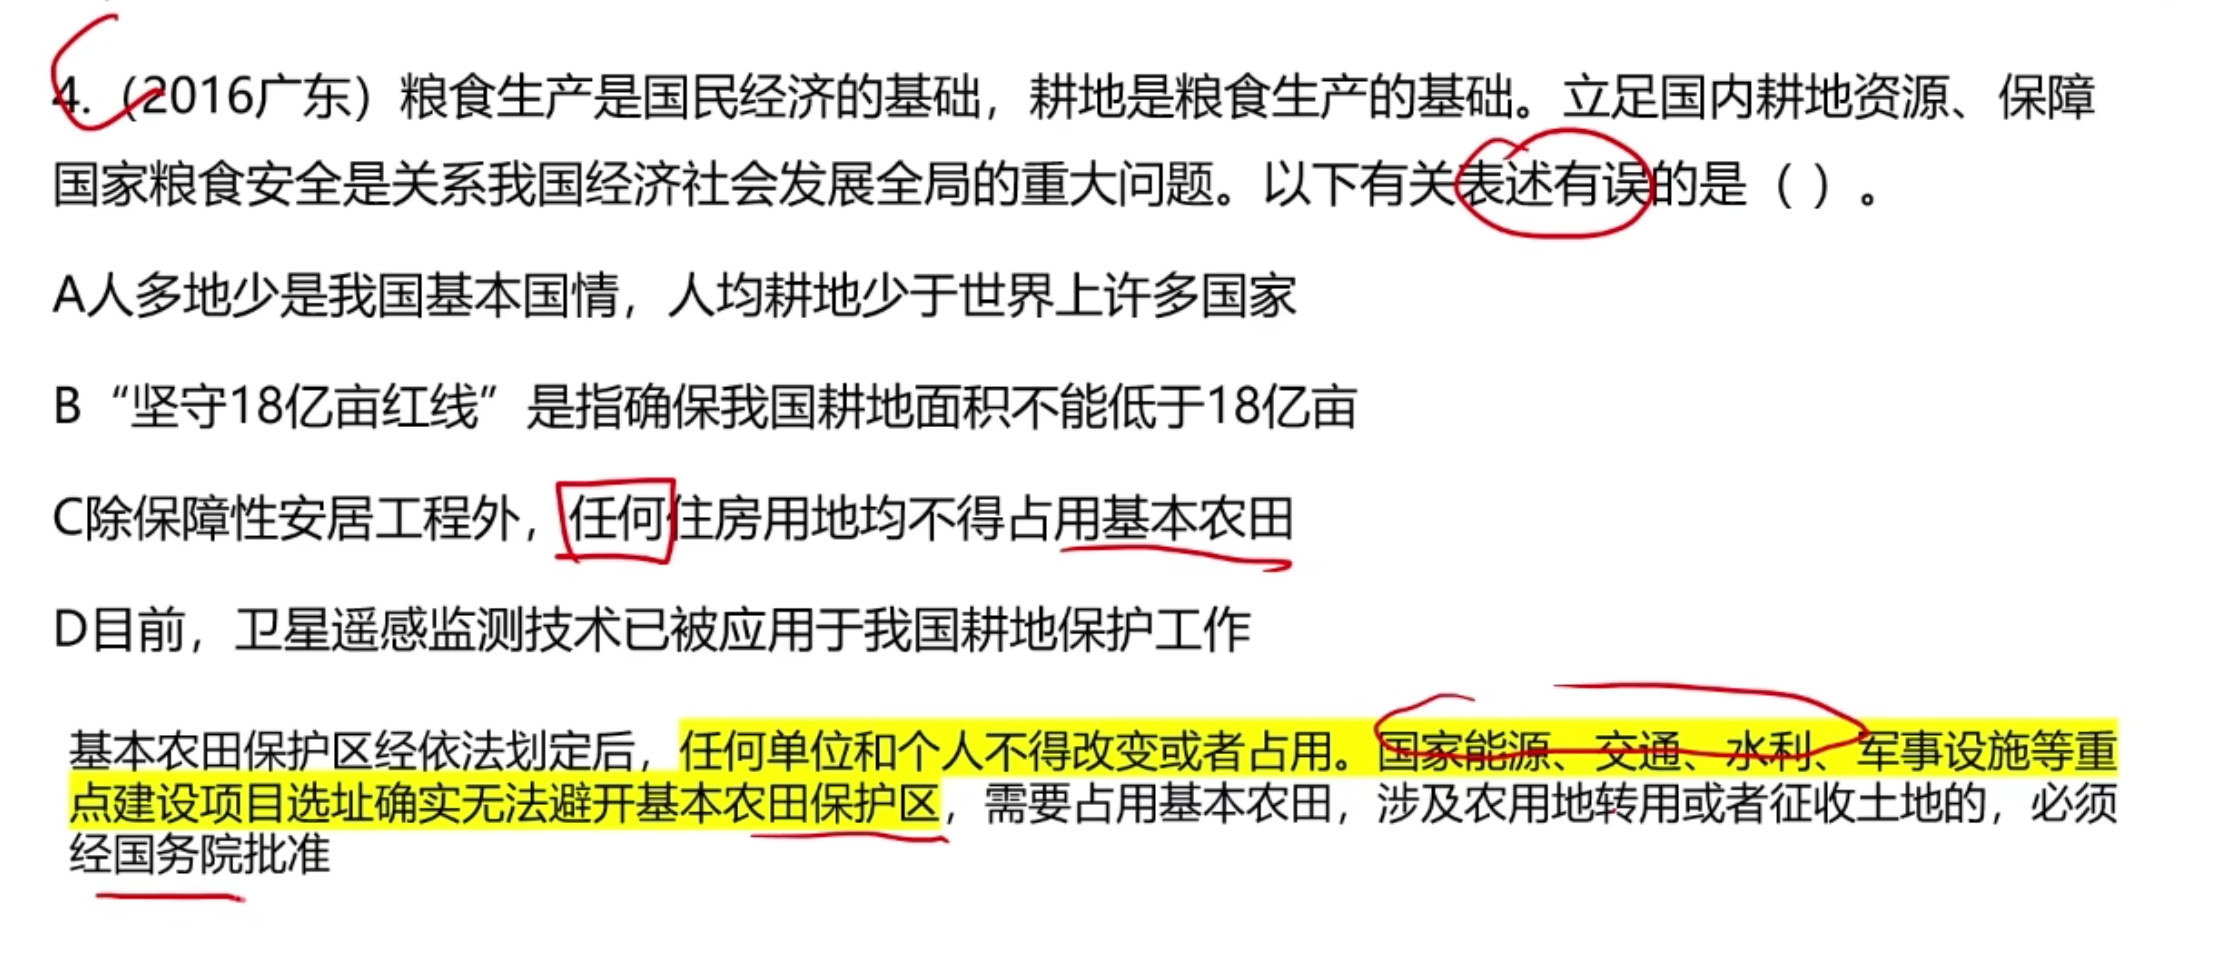 4.（2016广东）粮食生产是国民经济的基础，耕地是粮食生产的基础。立足国内耕地资源、保障
国家粮食安全是关系我国经济社会发展全局的重大问题。以下有关表述有误的是（ ）。
A人多地少是我国基本国情，人均耕地少于世界上许多国家
B“坚守18亿亩红线”是指确保我国耕地面积不能低于18亿亩
C除保障性安居工程外，任何住房用地均不得占用基本农田
D目前，卫星遥感监测技术已被应用于我国耕地保护工作
基本农田保护区经依法划定后，任何单位和个人不得改变或者占用。国家能源、交通、水利、军事设施等重
点建设项目选址确实无法避开基本农田保护区，需要占用基本农田，涉及农用地转用或者征收土地的，必须
经国务院批准